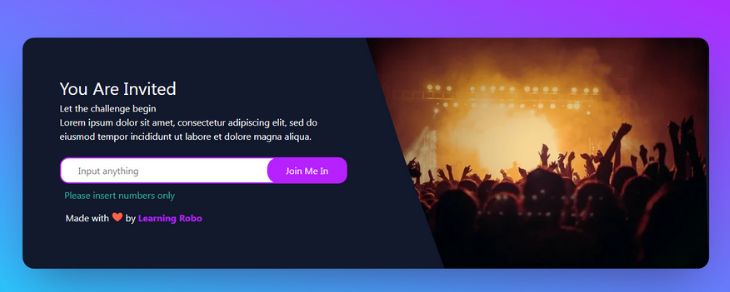 You Are Invited
Let the challenge begin
Lorem ipsum dolor sit amet, consectetur adipiscing elit, sed do
eiusmod tempor incididunt ut labore et dolore magna aliqua.
Input anything
Join Me In
Please insert numbers only
Made with ❤️ by Learning Robo